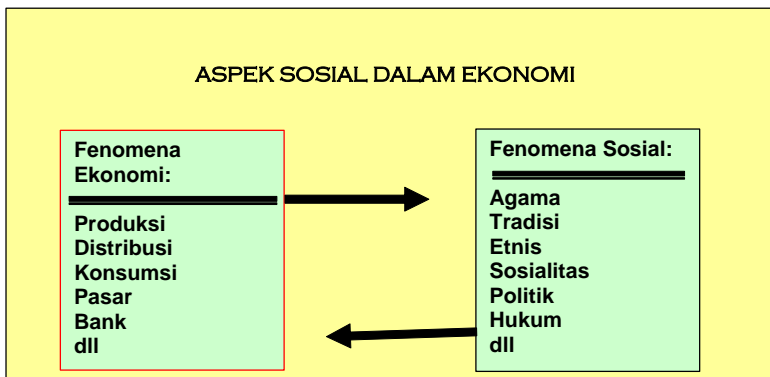 ASPEK SOSIAL DALAM EKONOMI
Fenomena
Ekonomi:
Produksi
Distribusi
Konsumsi
Pasar
Bank
dll
Fenomena Sosial:
Agama
Tradisi
Etnis
Sosialitas
Politik
Hukum
dll